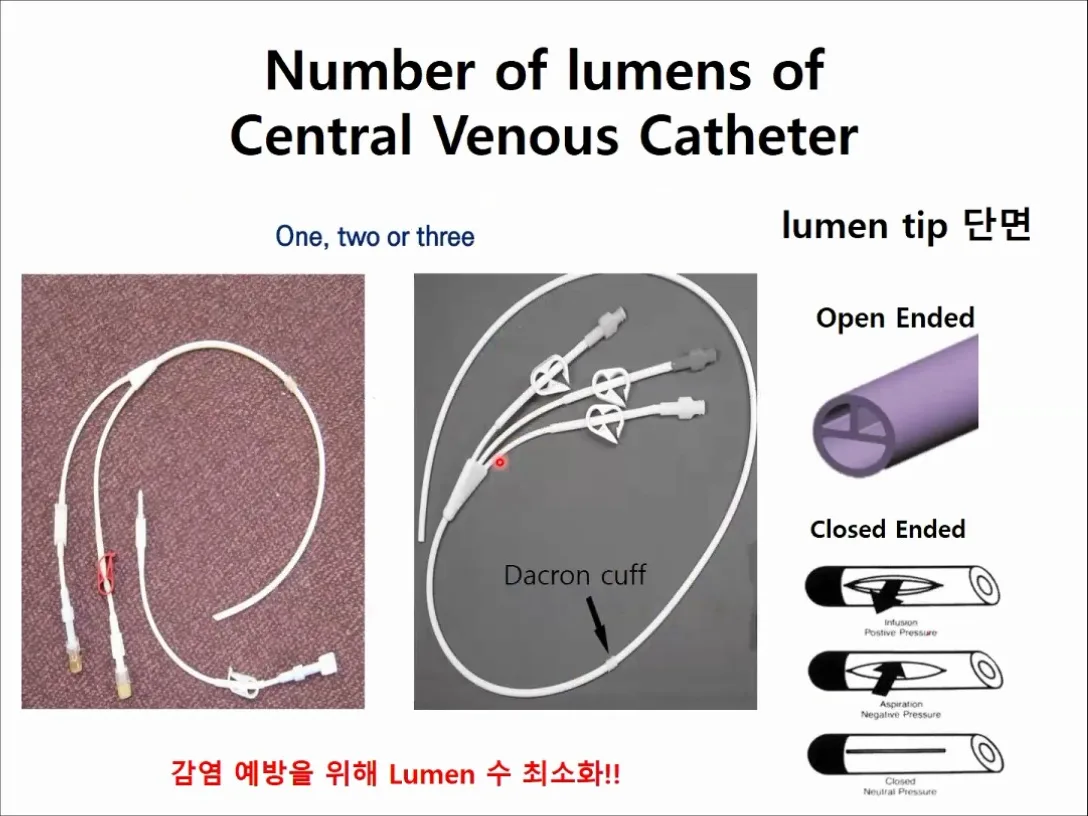 Number of lumens of
Central Venous Catheter
One, two or three
lumen tip 단면
Open Ended
Closed Ended
Dacron cuff
Infusion
Postive Pressure
Aspiration
Negative Pressure
Closed
Neutral Pressure
감염 예방을 위해 Lumen 수 최소화!!